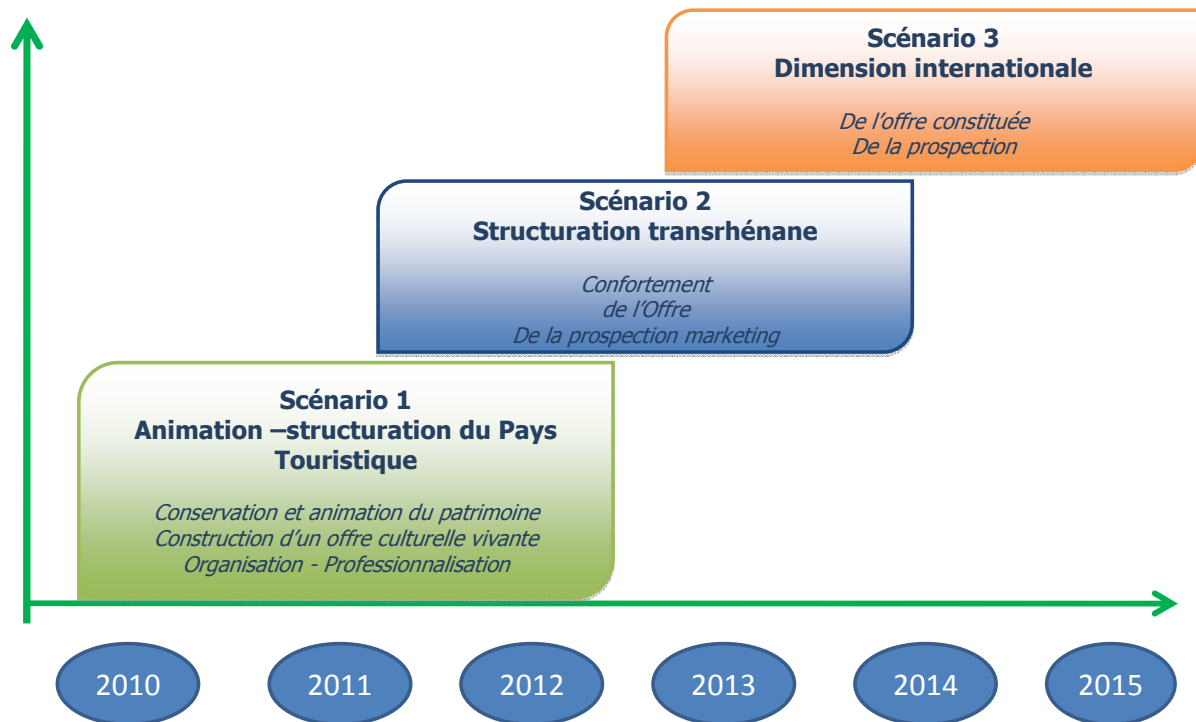 Scénario 3
Dimension internationale
De l'offre constituée
De la prospection
Scénario 2
Structuration transrhénane
Confortement
de l'Offre
De la prospection marketing
Scénario 1
Animation –structuration du Pays
Touristique
Conservation et animation du patrimoine
Construction d'un offre culturelle vivante
Organisation - Professionnalisation
2010 2011 2012 2013 2014 2015